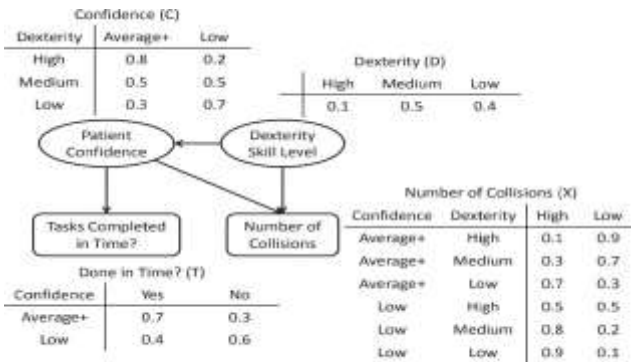 Confidence (C)
Dexterity Average+ Low
High 0.8 0.2
Medium 0.5 0.5
Low 0.3 0.7
Dexterity (D)
High Medium Low
0.1 0.5 0.4
Patient Confidence
Dexterity Skill Level
Tasks Completed in Time?
Number of Collisions
Done in Time? (T)
Confidence Yes No
Average+ 0.7 0.3
Low 0.4 0.6
Number of Collisions (X)
Confidence Dexterity High Low
Average+ High 0.1 0.9
Average+ Medium 0.3 0.7
Average+ Low 0.7 0.3
Low High 0.5 0.5
Low Medium 0.8 0.2
Low Low 0.9 0.1